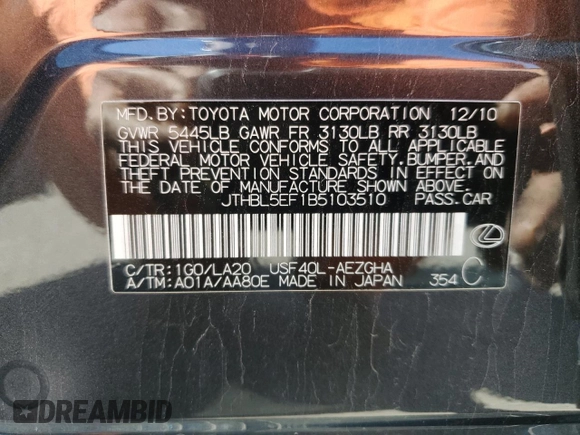 MFD.BY:TOYOTA MOTOR CORPORATION 12/10
GVWR 5445LB GAWR FR 3130LB RR 3130LB
THIS VEHICLE CONFORMS TO ALL APPLICABLE
FEDERAL MOTOR VEHICLE SAFETY,BUMPER,AND
THEFT PREVENTION STANDARDS IN EFFECT ON
THE DATE OF MANUFACTURE SHOWN ABOVE.
JTHBL5EF1B5103510 PASS.CAR
C/TR:1G0/LA20 USF40L-AEZGHA
A/TM:A01A/AA80E MADE IN JAPAN 354 C
DREAMBID